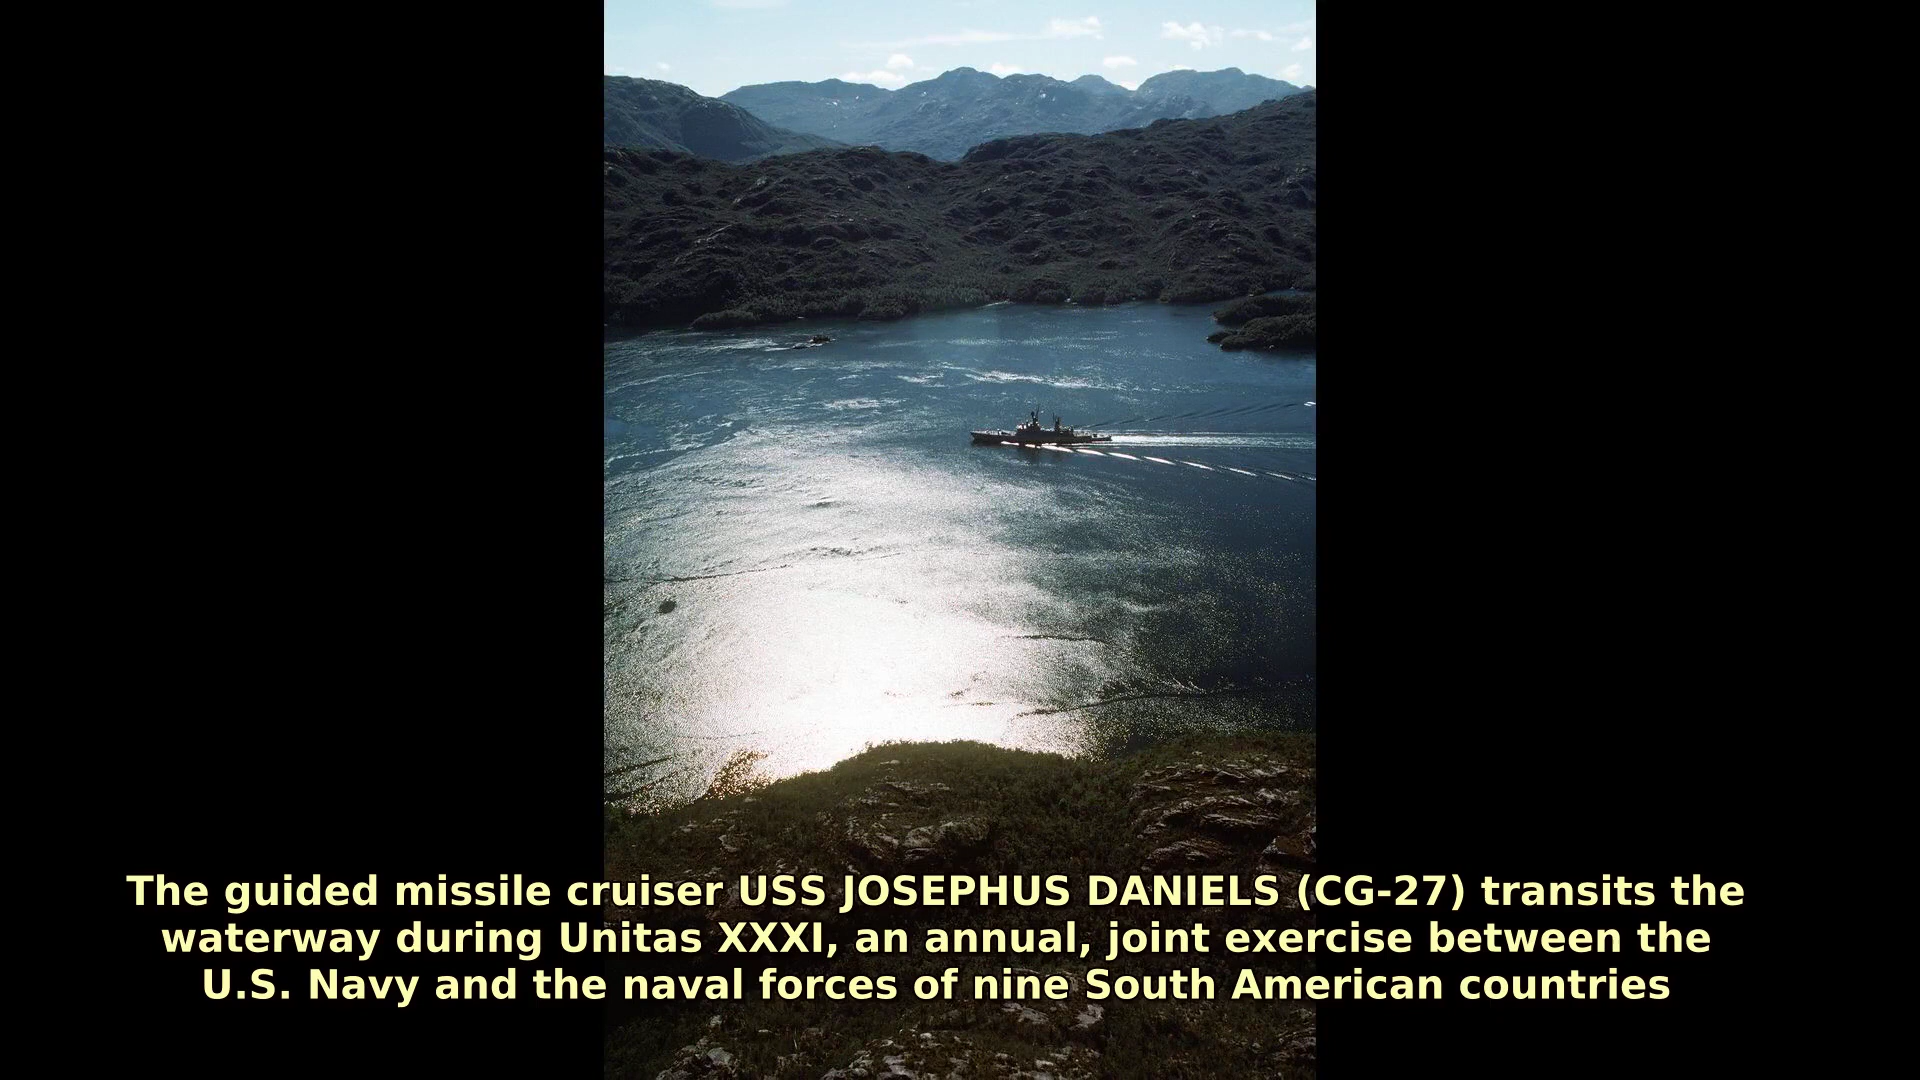 The guided missile cruiser USS JOSEPHUS DANIELS (CG-27) transits the
waterway during Unitas XXXI, an annual, joint exercise between the
U.S. Navy and the naval forces of nine South American countries